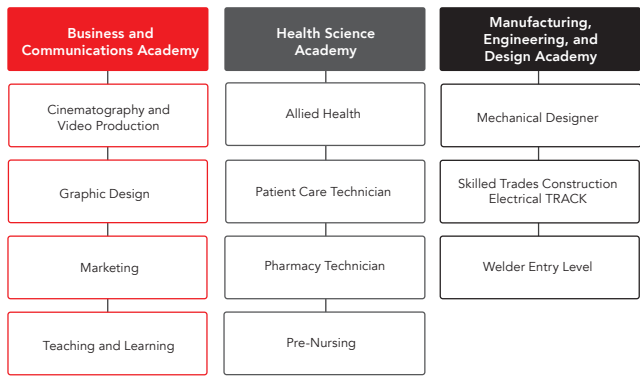 Business and
Communications Academy
Cinematography and
Video Production
Graphic Design
Marketing
Teaching and Learning
Health Science
Academy
Allied Health
Patient Care Technician
Pharmacy Technician
Pre-Nursing
Manufacturing,
Engineering, and
Design Academy
Mechanical Designer
Skilled Trades Construction
Electrical TRACK
Welder Entry Level